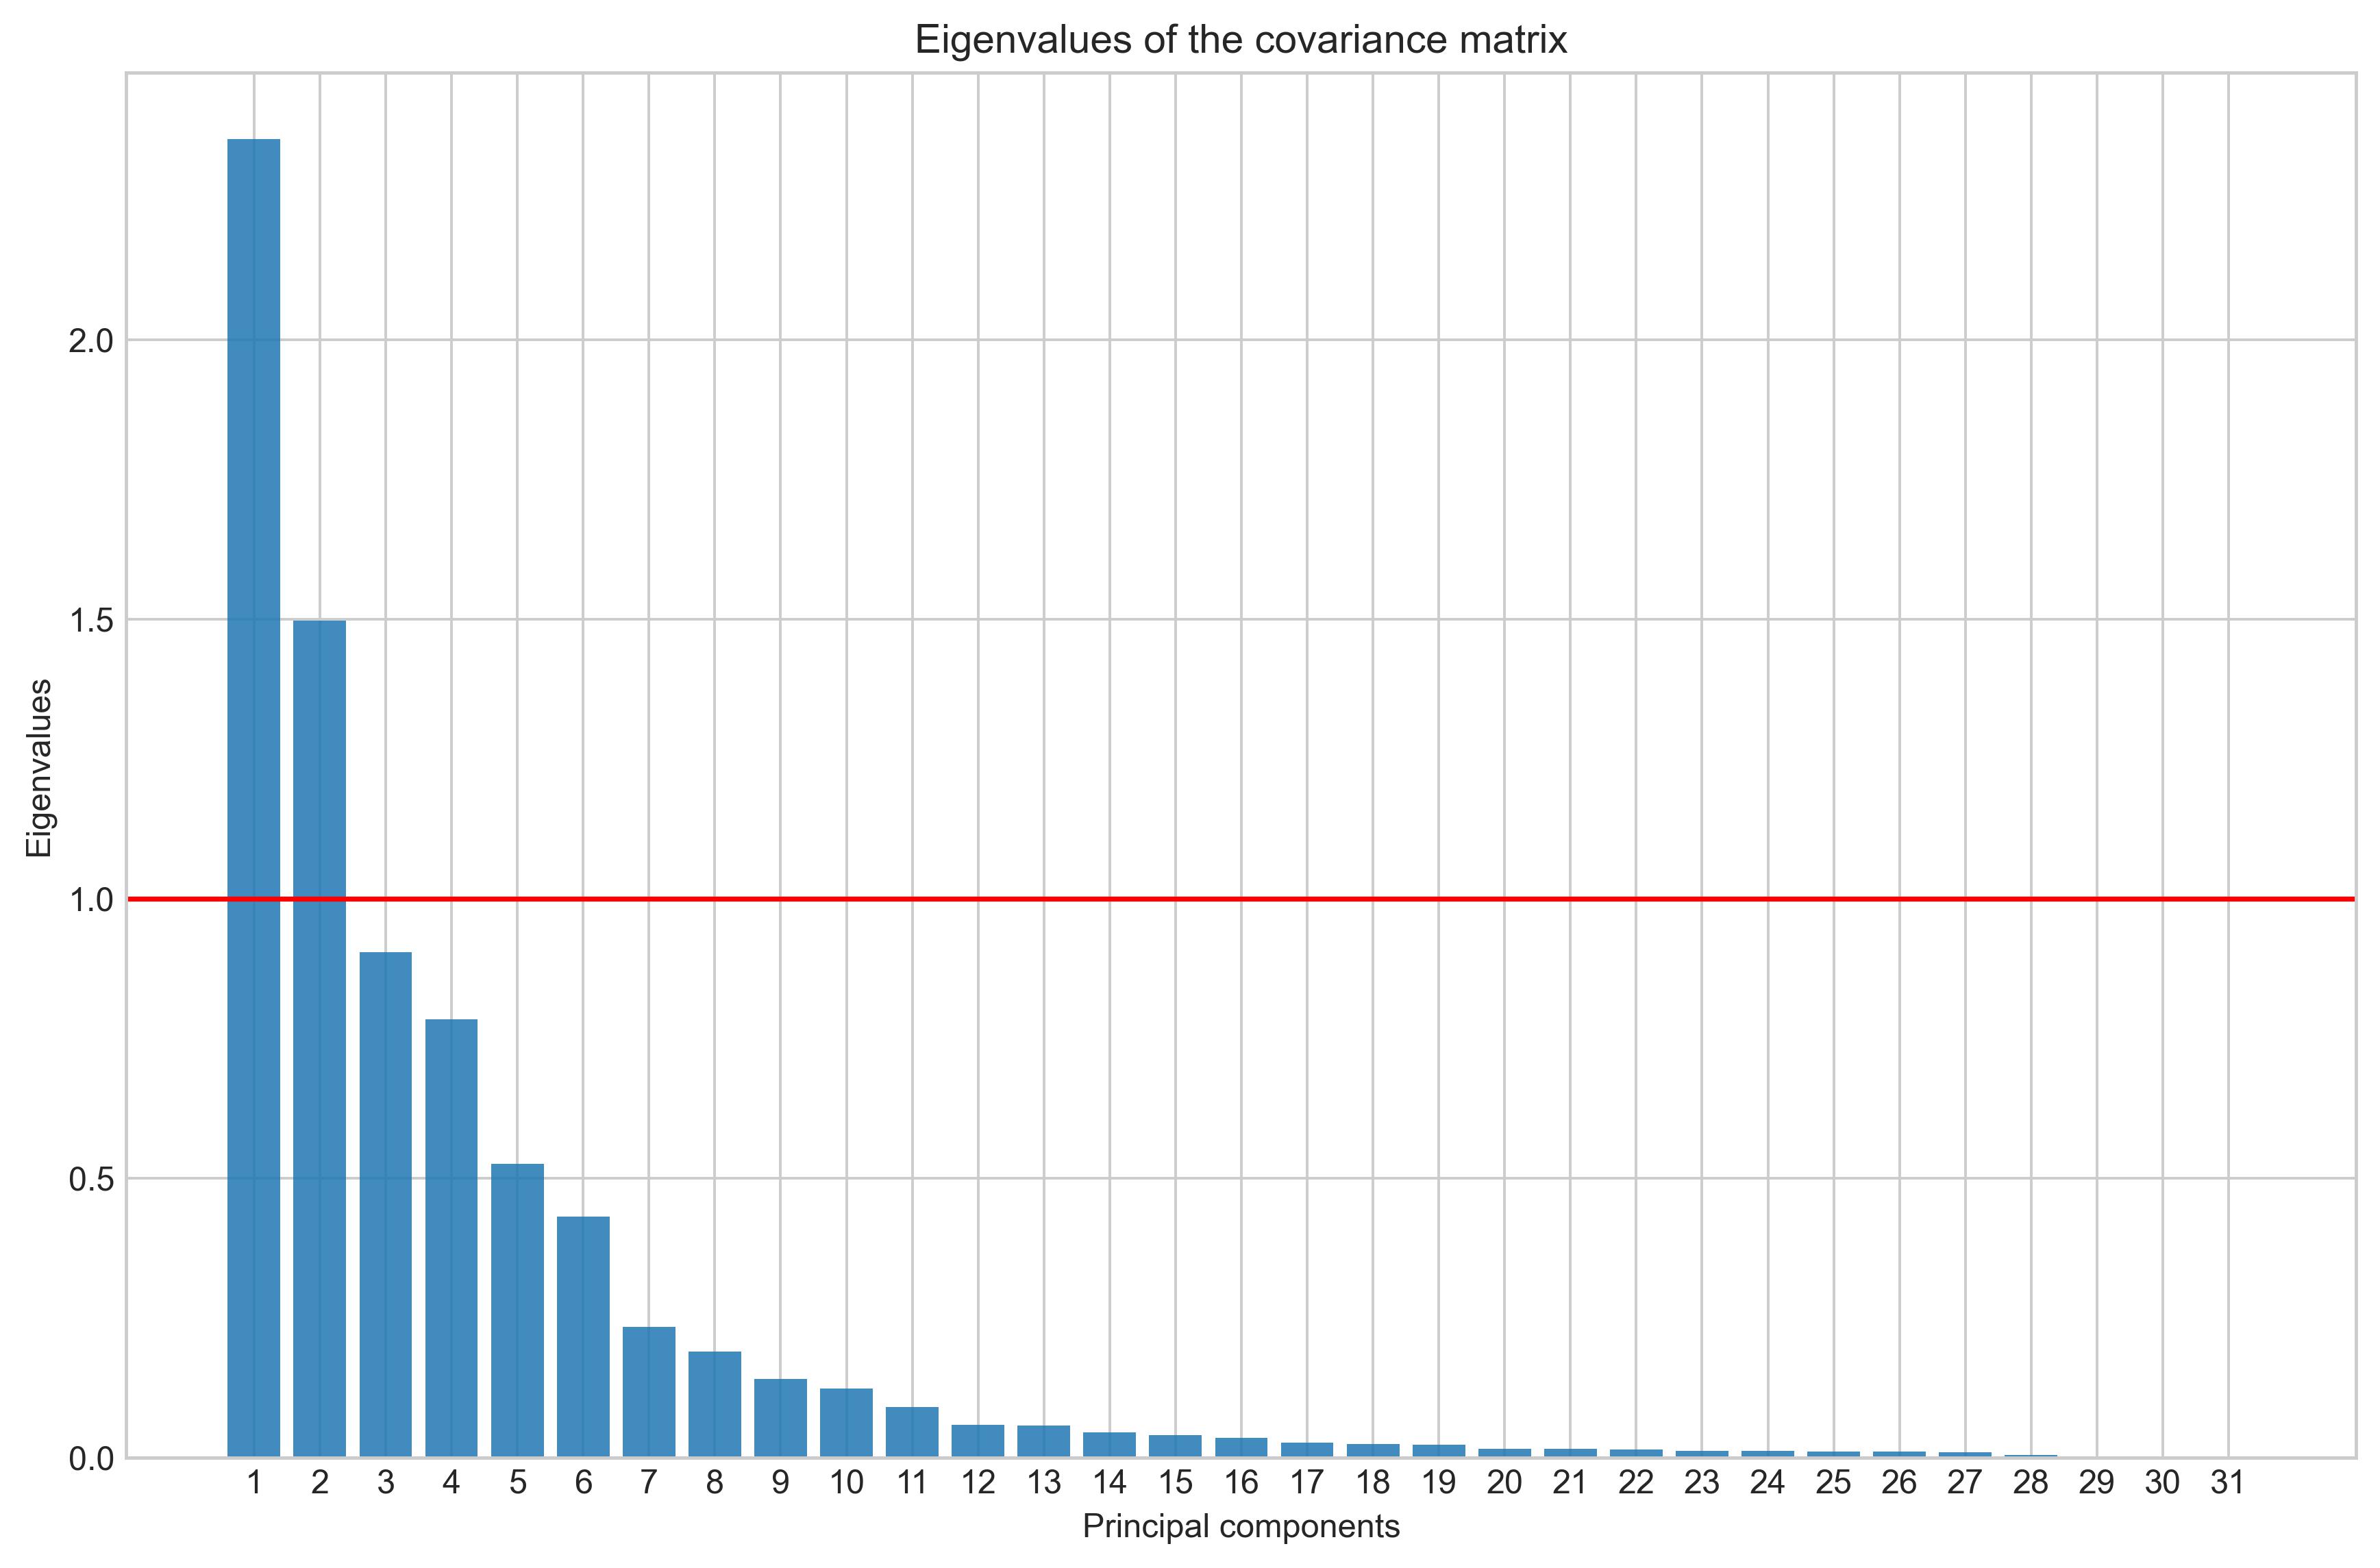 Eigenvalues of the covariance matrix
2.0
1.5
1.0
0.5
0.0
Eigenvalues
1 2 3 4 5 6 7 8 9 10 11 12 13 14 15 16 17 18 19 20 21 22 23 24 25 26 27 28 29 30 31
Principal components